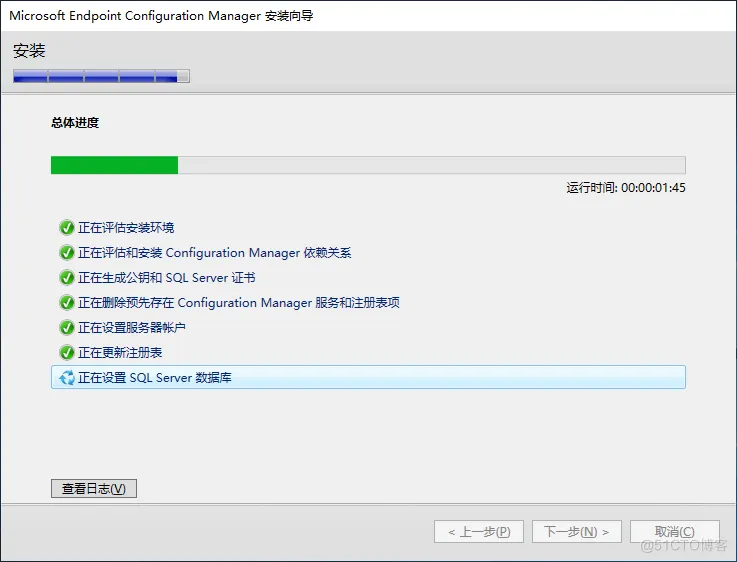 Microsoft Endpoint Configuration Manager 安装向导
安装
总体进度
运行时间: 00:00:01:45
正在评估安装环境
正在评估和安装 Configuration Manager 依赖关系
正在生成公钥和 SQL Server 证书
正在删除预先存在 Configuration Manager 服务和注册表项
正在设置服务器帐户
正在更新注册表
正在设置 SQL Server 数据库
查看日志(V)
< 上一步(P)
下一步(N) >
取消(C)
@51CTO博客